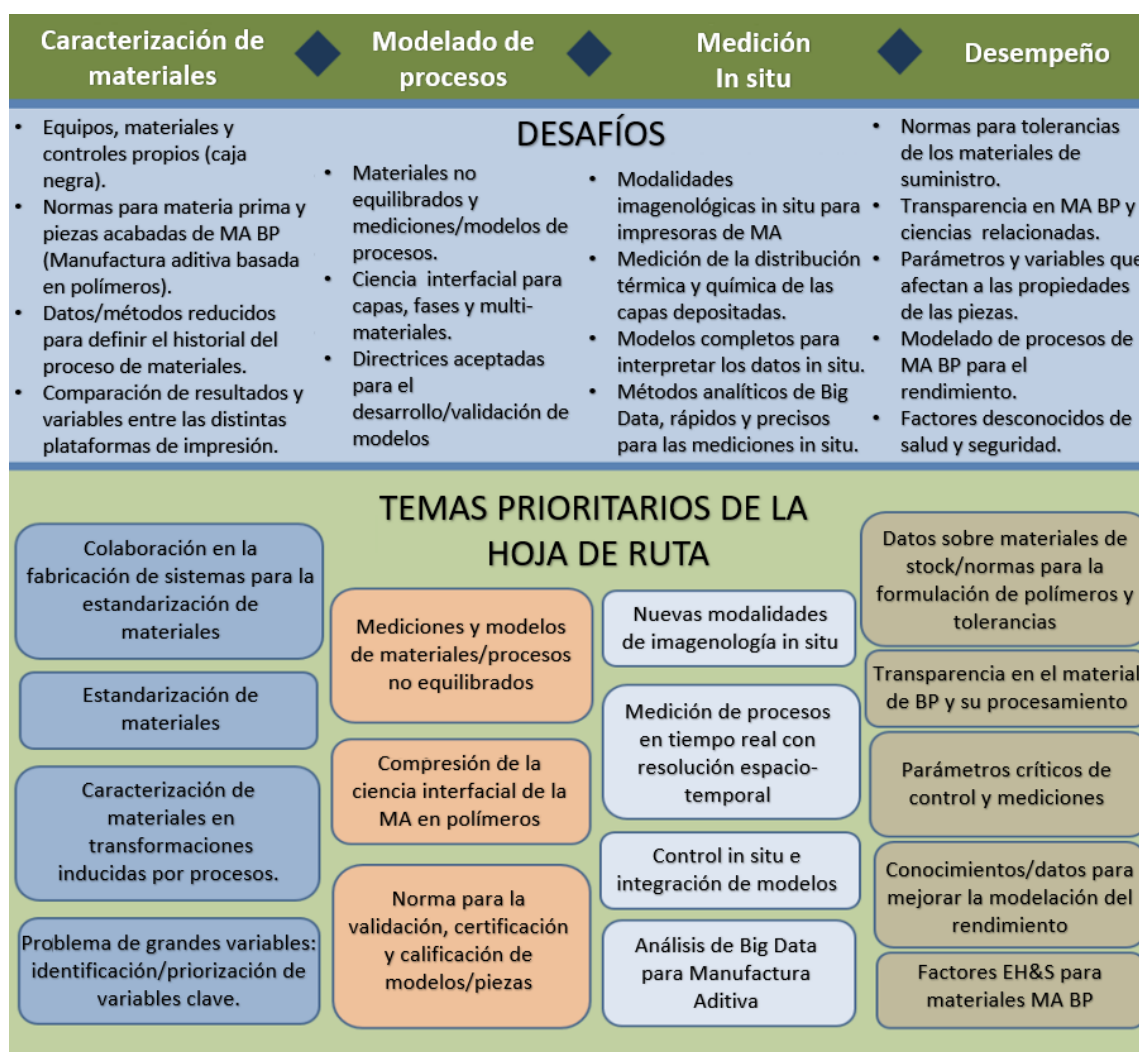 Caracterización de
materiales
Modelado de
procesos
Medición
In situ
Desempeño
DESAFÍOS
• Equipos, materiales y
controles propios (caja
negra).
• Normas para materia prima y
piezas acabadas de MA BP
(Manufactura aditiva basada
en polímeros).
• Datos/métodos reducidos
para definir el historial del
proceso de materiales.
• Comparación de resultados y
variables entre las distintas
plataformas de impresión.
• Materiales no
equilibrados y
mediciones/modelos de
procesos.
• Ciencia interfacial para
capas, fases y multi-
materiales.
• Directrices aceptadas
para el
desarrollo/validación de
modelos
• Modalidades
imagenológicas in situ para
impresoras de MA
• Medición de la distribución
térmica y química de las
capas depositadas.
• Modelos completos para
interpretar los datos in situ.
• Métodos analíticos de Big
Data, rápidos y precisos
para las mediciones in situ.
• Normas para tolerancias
de los materiales de
suministro.
• Transparencia en MA BP y
ciencias relacionadas.
• Parámetros y variables que
afectan a las propiedades
de las piezas.
• Modelado de procesos de
MA BP para el
rendimiento.
• Factores desconocidos de
salud y seguridad.
TEMAS PRIORITARIOS DE LA
HOJA DE RUTA
Colaboración en la
fabricación de sistemas para la
estandarización de
materiales
Estandarización de
materiales
Caracterización de
materiales en
transformaciones
inducidas por procesos.
Problema de grandes variables:
identificación/priorización de
variables clave.
Mediciones y modelos
de materiales/procesos
no equilibrados
Compresión de la
ciencia interfacial de la
MA en polímeros
Norma para la
validación, certificación
y calificación de
modelos/piezas
Nuevas modalidades
de imagenología in situ
Medición de procesos
en tiempo real con
resolución espacio-
temporal
Control in situ e
integración de modelos
Análisis de Big Data
para Manufactura
Aditiva
Datos sobre materiales de
stock/normas para la
formulación de polímeros y
tolerancias
Transparencia en el material
de BP y su procesamiento
Parámetros críticos de
control y mediciones
Conocimientos/datos para
mejorar la modelación del
rendimiento
Factores EH&S para
materiales MA BP